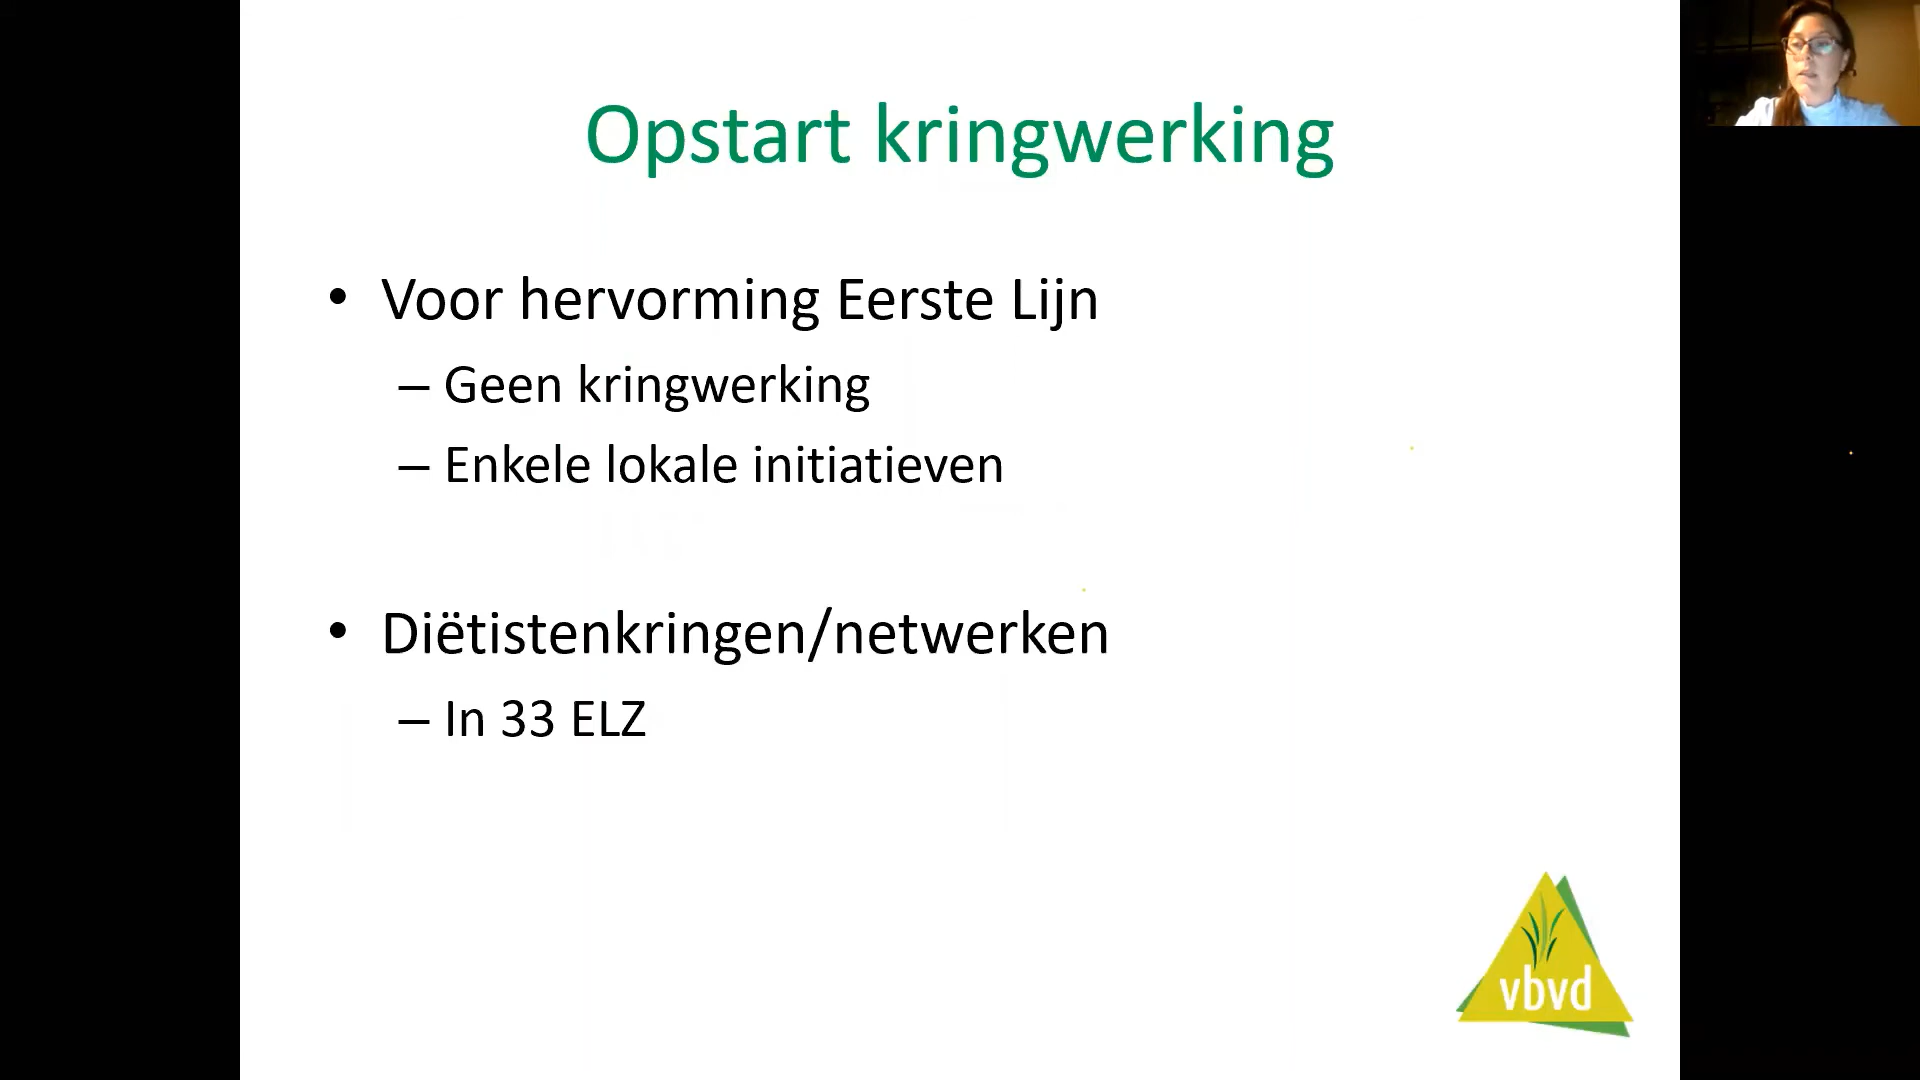 Opstart kringwerking
• Voor hervorming Eerste Lijn
– Geen kringwerking
– Enkele lokale initiatieven
• Diëtistenkringen/netwerken
– In 33 ELZ
vbvd